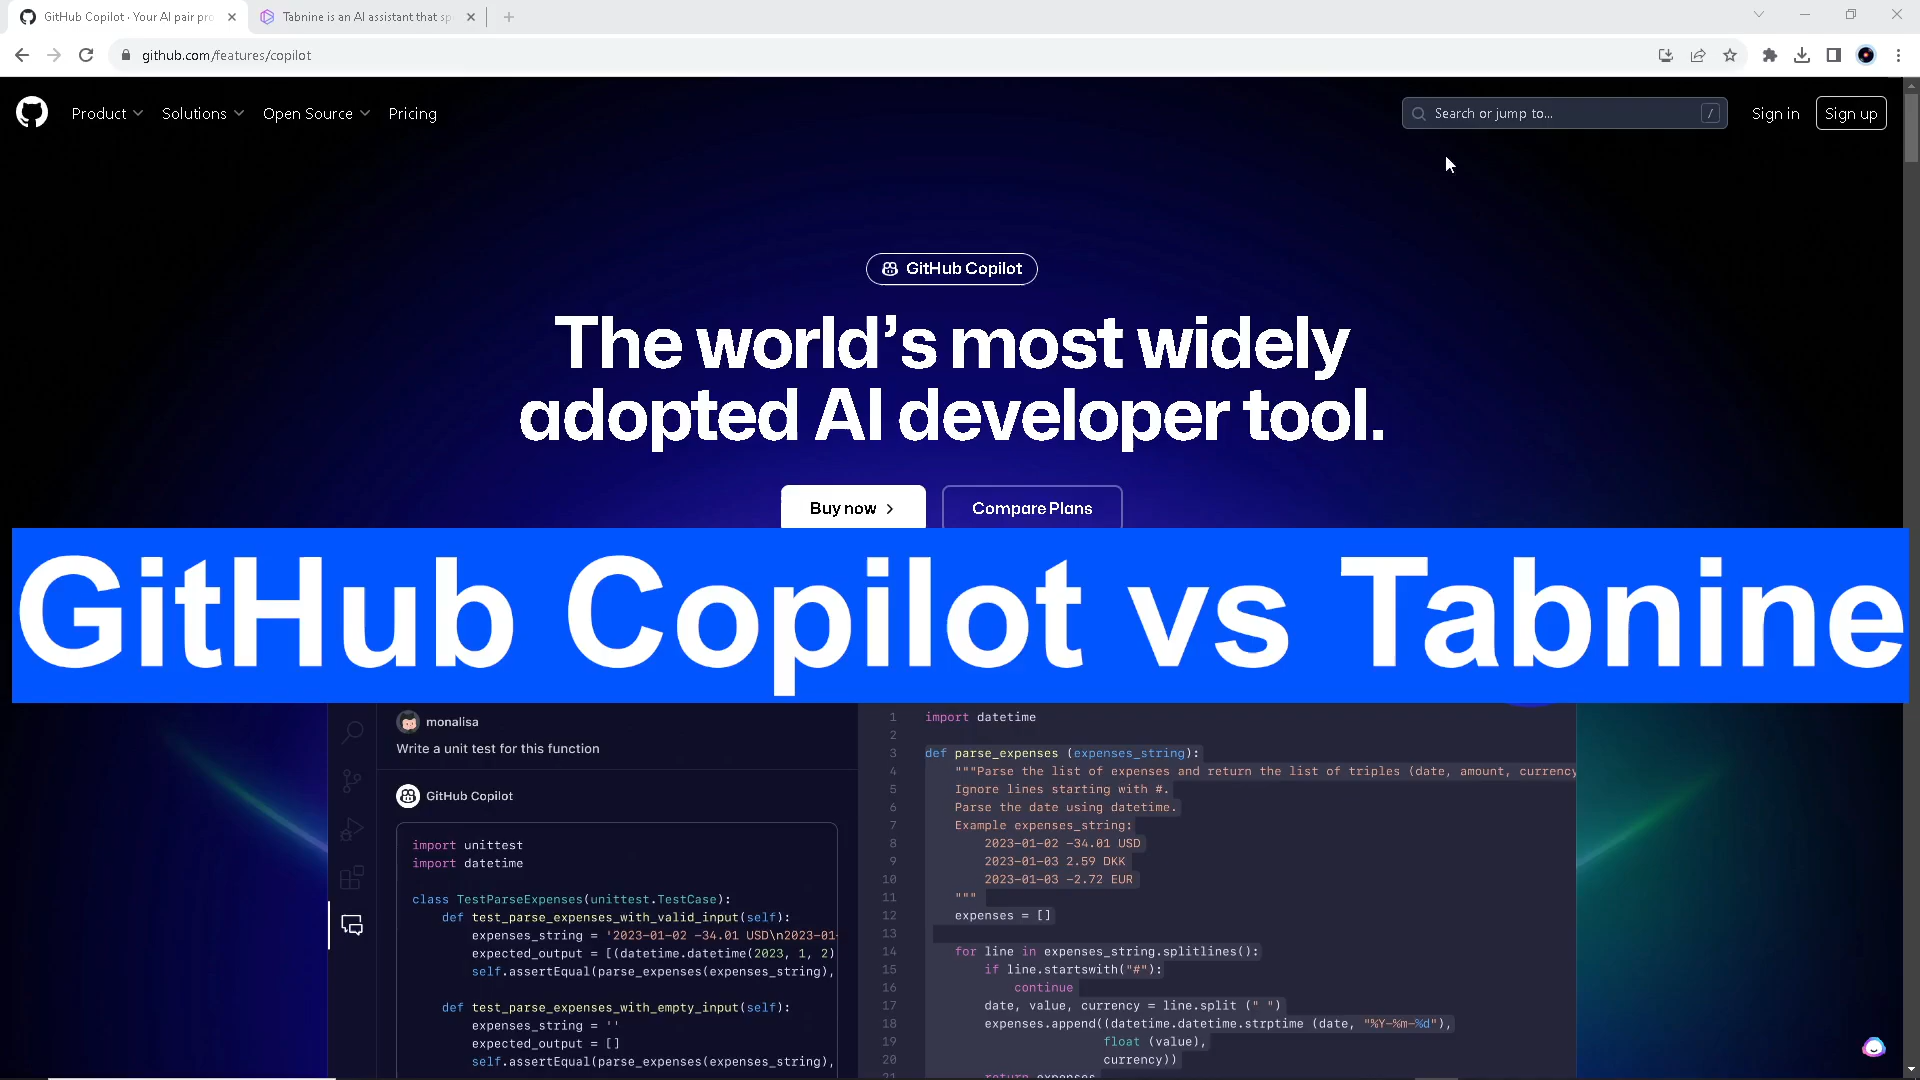 GitHub Copilot · Your AI pair pro
Tabnine is an AI assistant that sp
github.com/features/copilot
Product
Solutions
Open Source
Pricing
Search or jump to...
/
Sign in
Sign up
GitHub Copilot
The world's most widely
adopted AI developer tool.
Buy now
Compare Plans
GitHub Copilot vs Tabnine
monalisa
Write a unit test for this function
GitHub Copilot
import unittest
import datetime
class TestParseExpenses(unittest.TestCase):
def test_parse_expenses_with_valid_input(self):
expenses_string = '2023-01-02 -34.01 USD\n2023-01-
expected_output = [(datetime.datetime(2023, 1, 2)
self.assertEqual(parse_expenses(expenses_string),
def test_parse_expenses_with_empty_input(self):
expenses_string = ''
expected_output = []
self.assertEqual(parse_expenses(expenses_string),
1 import datetime
2
3 def parse_expenses (expenses_string):
4 """Parse the list of expenses and return the list of triples (date, amount, currency
5 Ignore lines starting with #.
6 Parse the date using datetime.
7 Example expenses_string:
8 2023-01-02 -34.01 USD
9 2023-01-03 2.59 DKK
10 2023-01-03 -2.72 EUR
11 """
12 expenses = []
13
14 for line in expenses_string.splitlines():
15 if line.startswith("#"):
16 continue
17 date, value, currency = line.split (" ")
18 expenses.append((datetime.datetime.strptime (date, "%Y-%m-%d"),
19 float (value),
20 currency))
21 return expenses